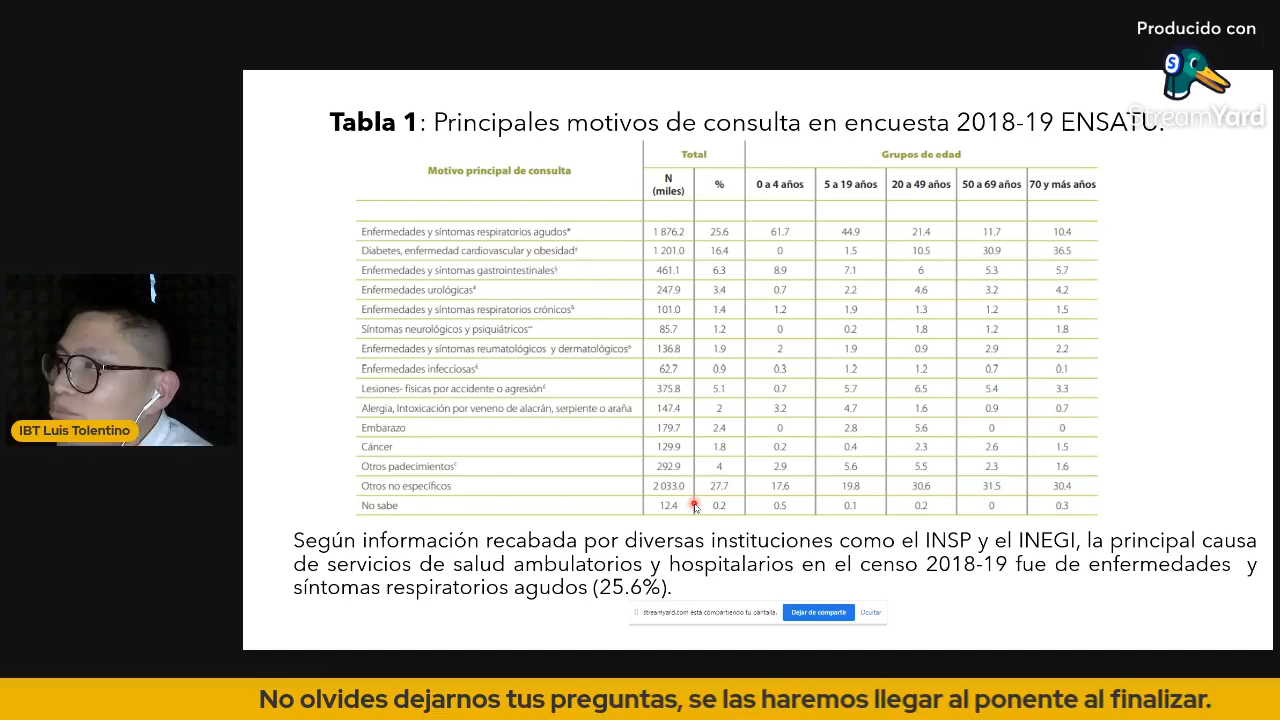 Producido con
StreamYard
Tabla 1: Principales motivos de consulta en encuesta 2018-19 ENSATU.
Motivo principal de consulta Total Grupos de edad
N (miles) % 0 a 4 años 5 a 19 años 20 a 49 años 50 a 69 años 70 y más años
Enfermedades y síntomas respiratorios agudos* 1 876.2 25.6 61.7 44.9 21.4 11.7 10.4
Diabetes, enfermedad cardiovascular y obesidad 1 201.0 16.4 0 1.5 10.5 30.9 36.5
Enfermedades y síntomas gastrointestinales 461.1 6.3 8.9 7.1 6 5.3 5.7
Enfermedades urológicas 247.9 3.4 0.7 2.2 4.6 3.2 4.2
Enfermedades y síntomas respiratorios crónicos 101.0 1.4 1.2 1.9 1.3 1.2 1.5
Síntomas neurológicos y psiquiátricos 85.7 1.2 0 0.2 1.8 1.2 1.8
Enfermedades y síntomas reumatológicos y dermatológicos 136.8 1.9 2 1.9 0.9 2.9 2.2
Enfermedades infecciosas 62.7 0.9 0.3 1.2 1.2 0.7 0.1
Lesiones- físicas por accidente o agresión 375.8 5.1 0.7 5.7 6.5 5.4 3.3
Alergia, Intoxicación por veneno de alacrán, serpiente o araña 147.4 2 3.2 4.7 1.6 0.9 0.7
Embarazo 179.7 2.4 0 2.8 5.6 0 0
Cáncer 129.9 1.8 0.2 0.4 2.3 2.6 1.5
Otros padecimientos 292.9 4 2.9 5.6 5.5 2.3 1.6
Otros no específicos 2 033.0 27.7 17.6 19.8 30.6 31.5 30.4
No sabe 12.4 0.2 0.5 0.1 0.2 0 0.3
IBT Luis Tolentino
Según información recabada por diversas instituciones como el INSP y el INEGI, la principal causa
de servicios de salud ambulatorios y hospitalarios en el censo 2018-19 fue de enfermedades y
síntomas respiratorios agudos (25.6%).
streamyard.com está compartiendo tu pantalla. Dejar de compartir Ocultar
No olvides dejarnos tus preguntas, se las haremos llegar al ponente al finalizar.